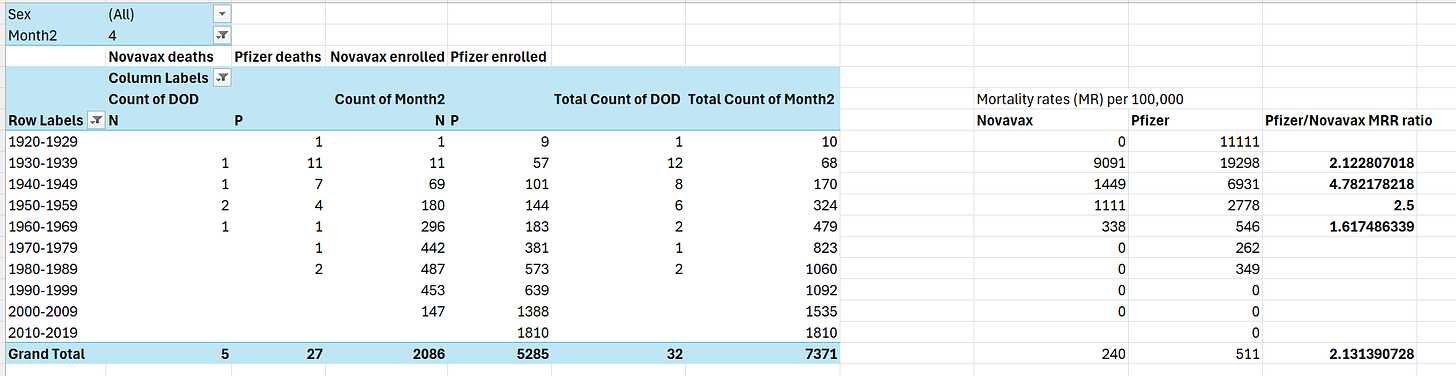 Sex (All)
Month2 4
Novavax deaths Pfizer deaths Novavax enrolled Pfizer enrolled
Column Labels
Count of DOD Count of Month2 Total Count of DOD Total Count of Month2 Mortality rates (MR) per 100,000
Row Labels N P N P Novavax Pfizer Pfizer/Novavax MRR ratio
1920-1929 1 1 9 1 10 0 11111
1930-1939 1 11 11 57 12 68 9091 19298 2.122807018
1940-1949 1 7 69 101 8 170 1449 6931 4.782178218
1950-1959 2 4 180 144 6 324 1111 2778 2.5
1960-1969 1 1 296 183 2 479 338 546 1.617486339
1970-1979 1 442 381 1 823 0 262
1980-1989 2 487 573 2 1060 0 349
1990-1999 453 639 1092 0 0
2000-2009 147 1388 1535 0 0
2010-2019 1810 1810 0
Grand Total 5 27 2086 5285 32 7371 240 511 2.131390728